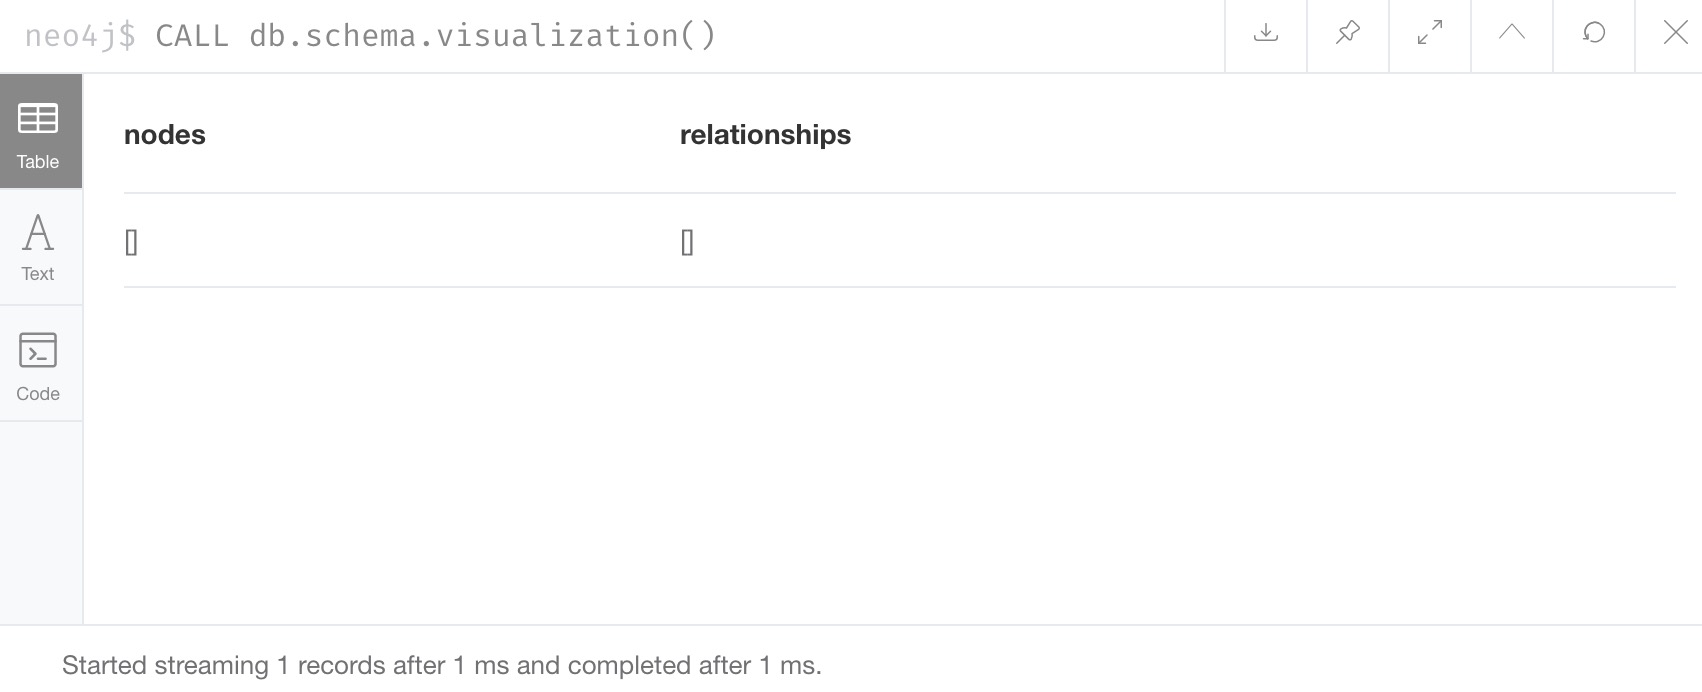 neo4j$ CALL db.schema.visualization()
nodes relationships
Table
[] []
Text
Code
Started streaming 1 records after 1 ms and completed after 1 ms.